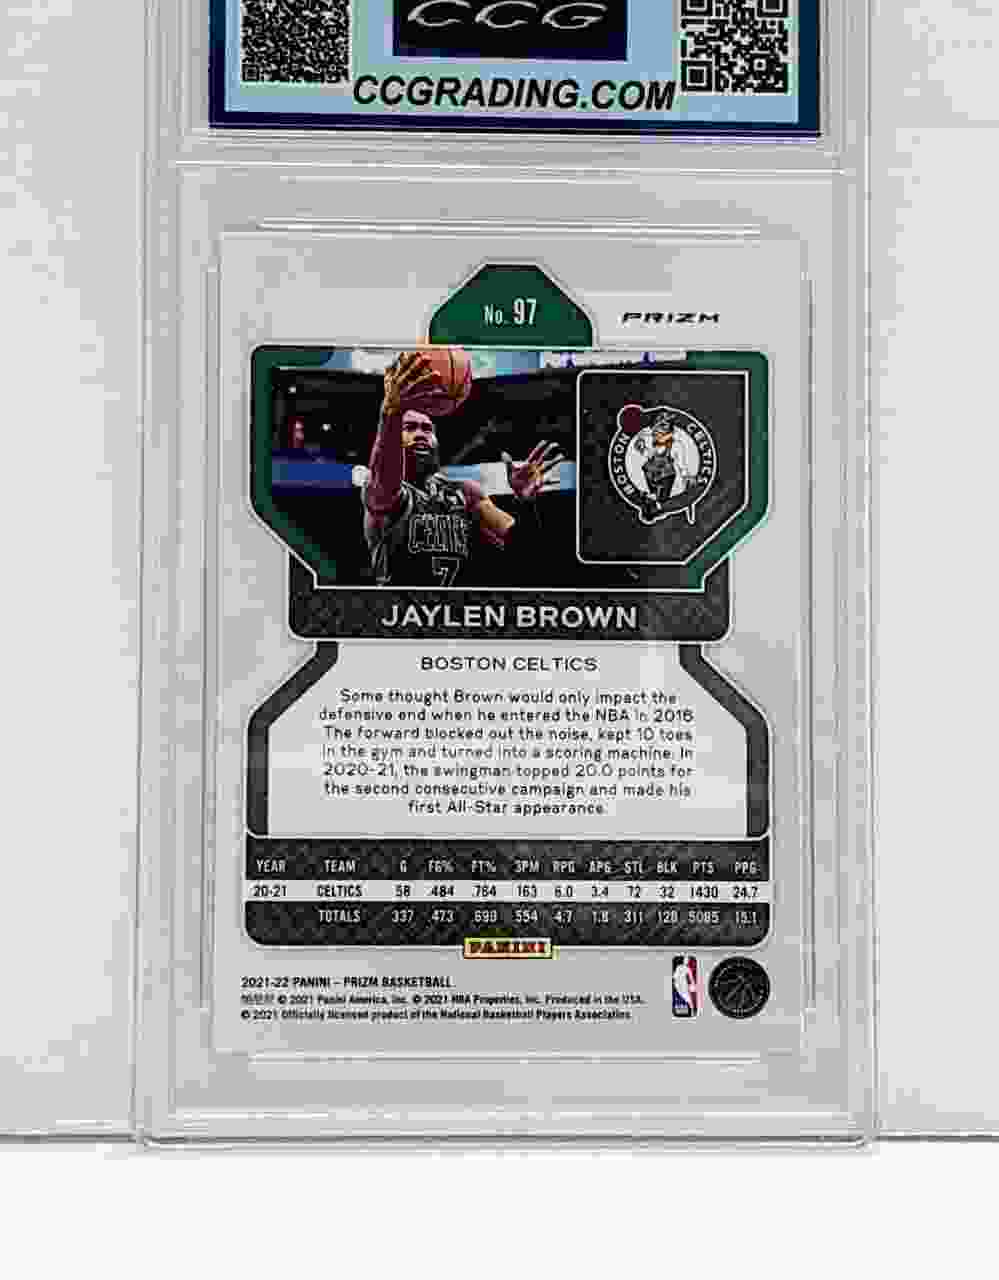 CCG
CCGRADING.COM
No. 97
PRIZM
BOSTON CELTICS
CELTICS
7
JAYLEN BROWN
BOSTON CELTICS
Some thought Brown would only impact the
defensive end when he entered the NBA in 2016
The forward blocked out the noise, kept 10 toes
in the gym and turned into a scoring machine. In
2020-21, the swingman topped 20.0 points for
the second consecutive campaign and made his
first All-Star appearance.
YEAR TEAM G FG% FT% 3PM RPG APG STL BLK PTS PPG
20-21 CELTICS 58 .484 .764 163 6.0 3.4 72 32 1430 24.7
TOTALS 337 .473 .699 554 4.7 1.8 311 120 5085 15.1
PANINI
2021-22 PANINI – PRIZM BASKETBALL
© 2021 Panini America, Inc. © 2021 NBA Properties, Inc. Produced in the USA.
© 2021 Officially licensed product of the National Basketball Players Association.